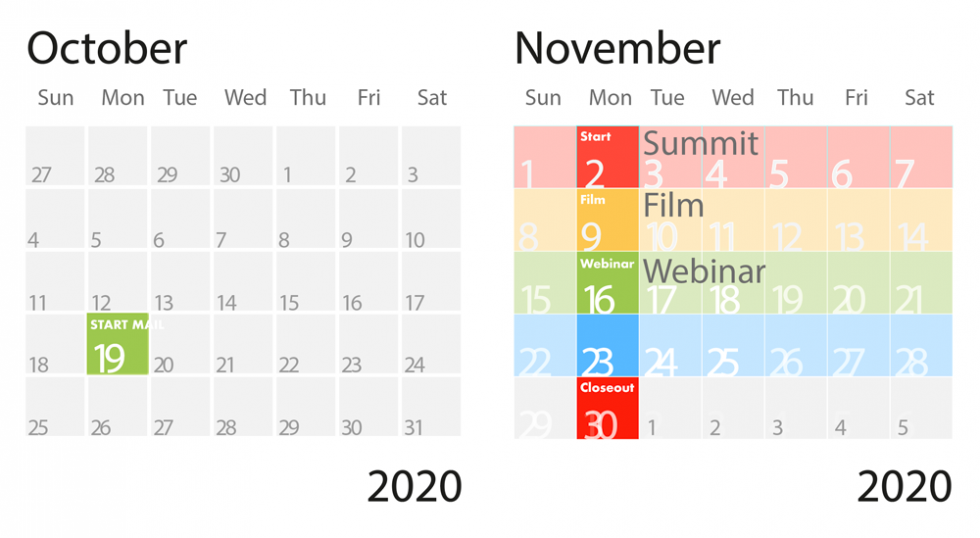 October
Sun Mon Tue Wed Thu Fri Sat
27 28 29 30 1 2 3
4 5 6 7 8 9 10
11 12 13 14 15 16 17
START MAIL
18 19 20 21 22 23 24
25 26 27 28 29 30 31
2020
November
Sun Mon Tue Wed Thu Fri Sat
Start Summit
1 2 3 4 5 6 7
Film Film
8 9 10 11 12 13 14
Webinar Webinar
15 16 17 18 19 20 21
22 23 24 25 26 27 28
Closeout
29 30 1 2 3 4 5
2020